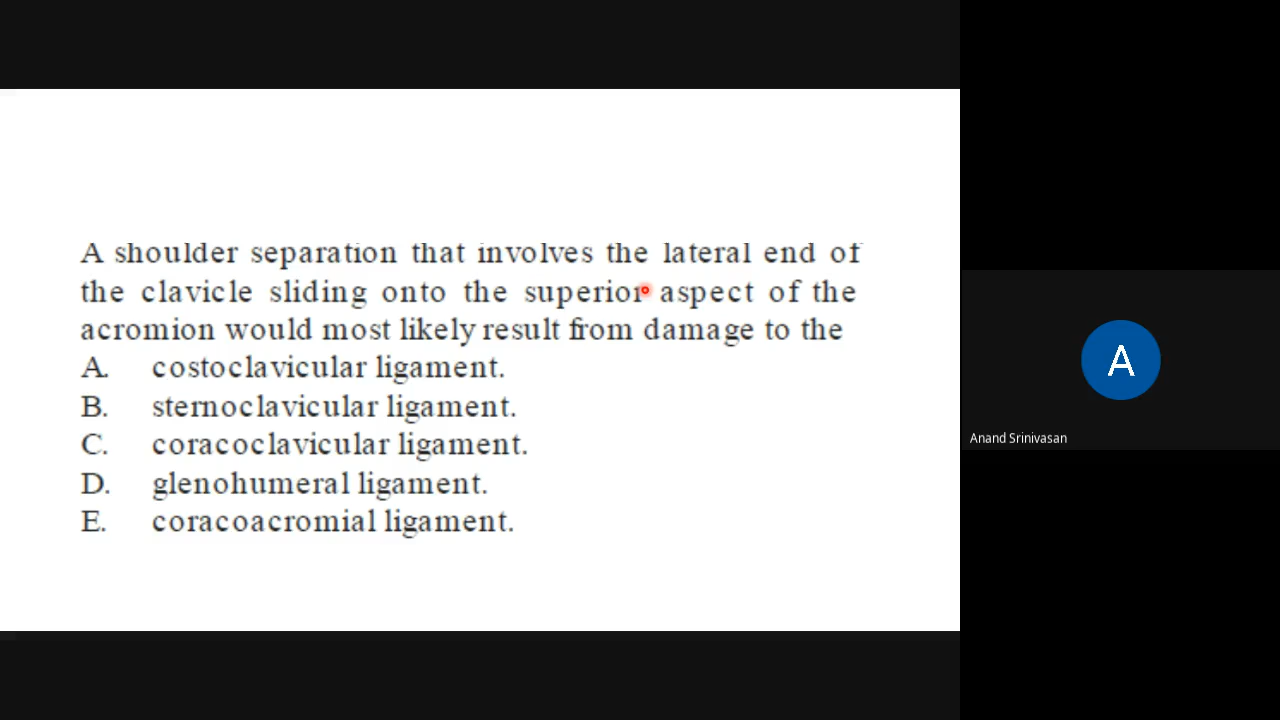 A shoulder separation that involves the lateral end of
the clavicle sliding onto the superior aspect of the
acromion would most likely result from damage to the
A. costoclavicular ligament.
B. sternoclavicular ligament.
C. coracoclavicular ligament.
D. glenohumeral ligament.
E. coracoacromial ligament.
A
Anand Srinivasan